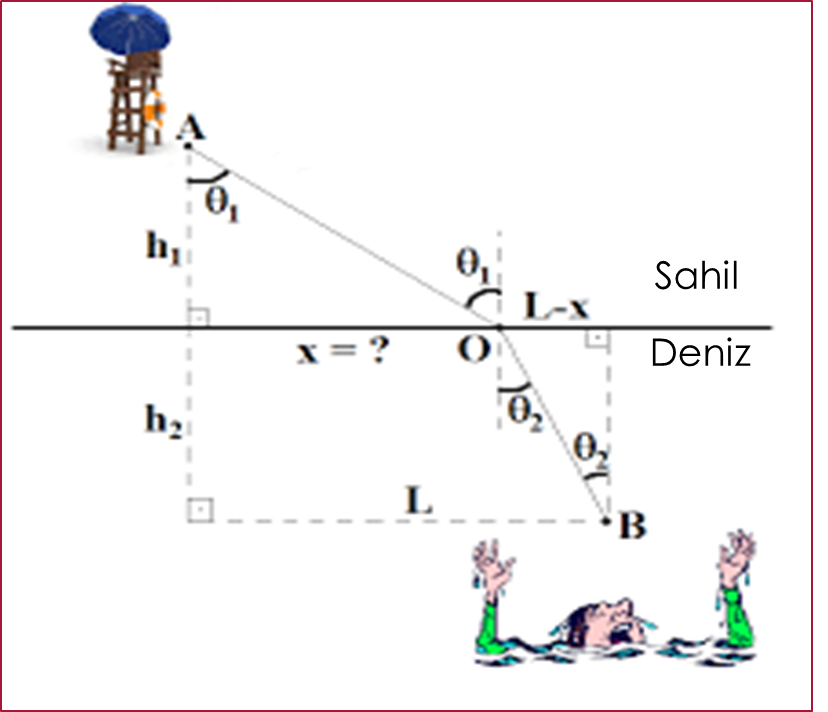 A
θ₁
h₁
θ₁
L-x
Sahil
x = ?
O
Deniz
θ₂
h₂
θ₂
L
B